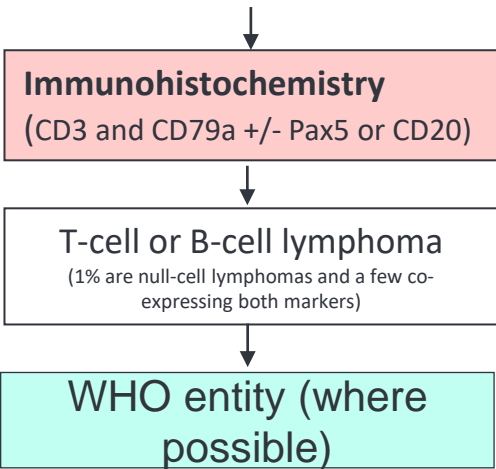 Immunohistochemistry
(CD3 and CD79a +/- Pax5 or CD20)
T-cell or B-cell lymphoma
(1% are null-cell lymphomas and a few co-
expressing both markers)
WHO entity (where
possible)